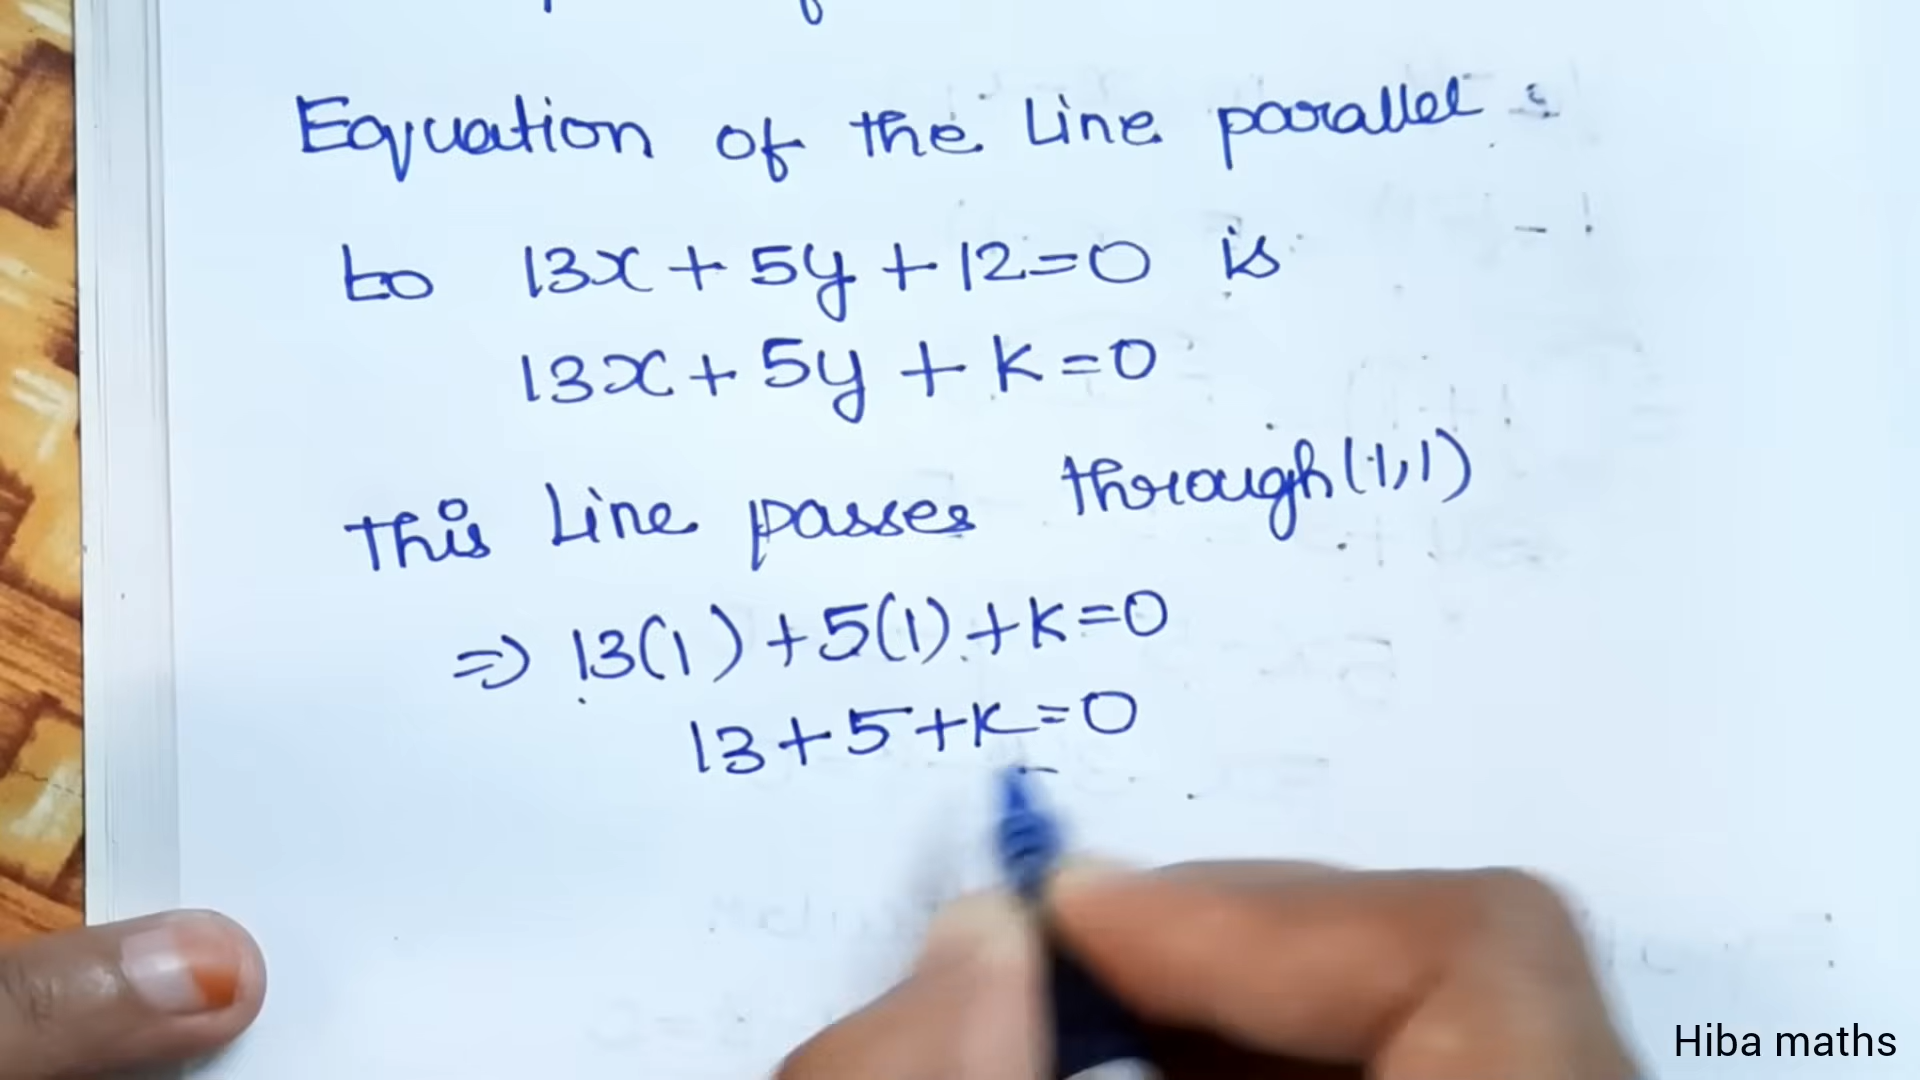 Equation of the Line parallel
to 13x + 5y + 12 = 0 is
13x + 5y + k = 0
This Line passes through (1,1)
⇒ 13(1) + 5(1) + k = 0
13 + 5 + k = 0
Hiba maths